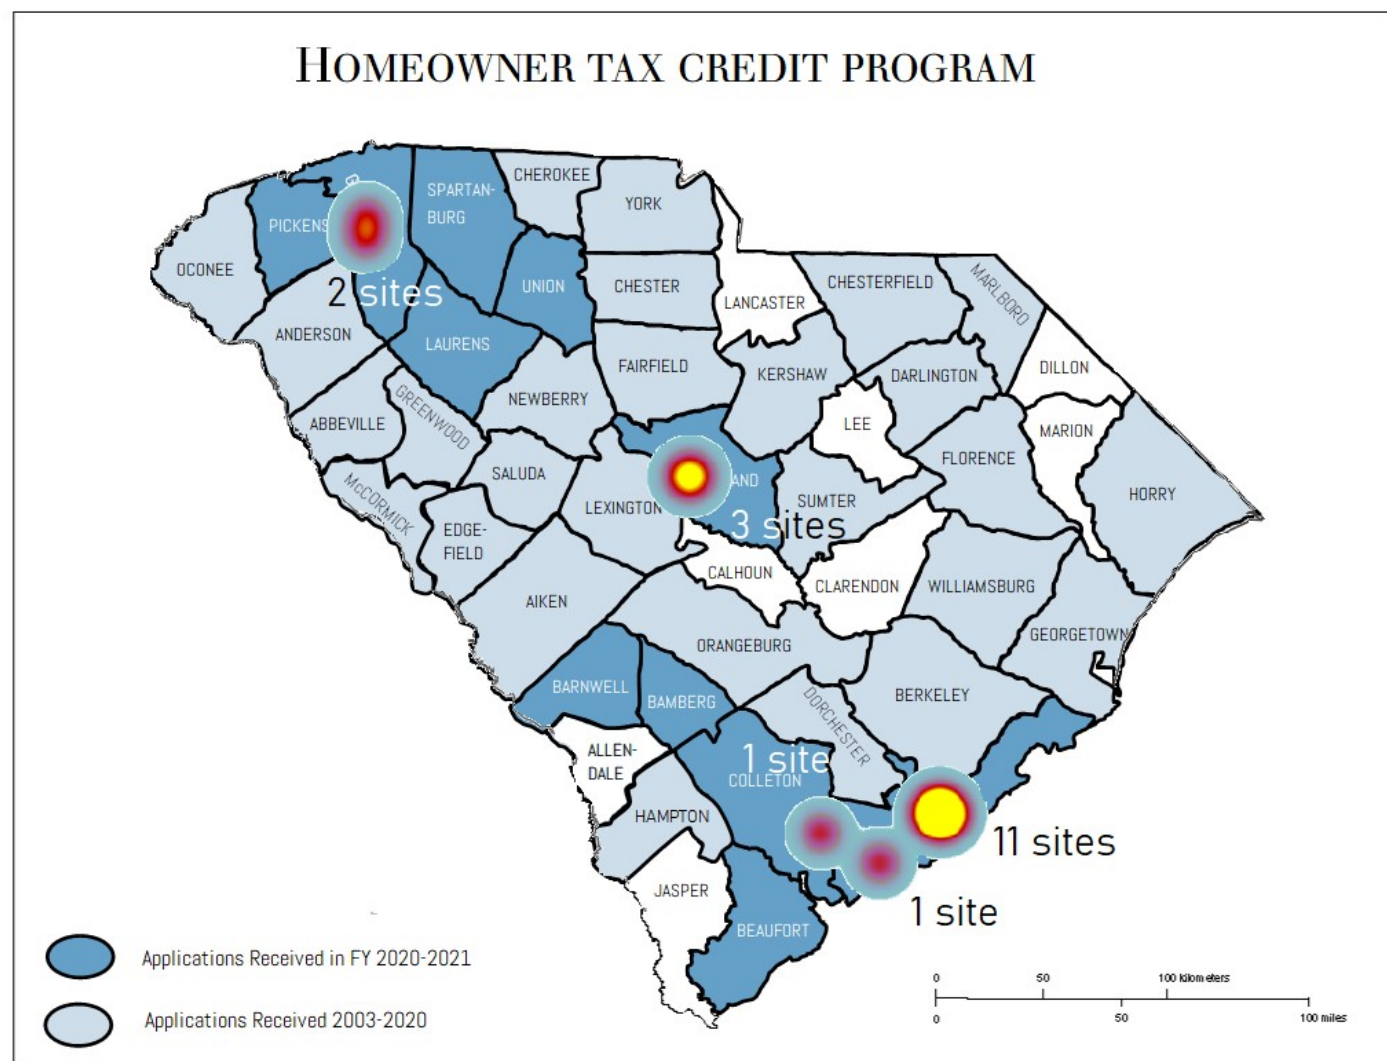 HOMEOWNER TAX CREDIT PROGRAM
CHEROKEE
SPARTAN-
BURG
YORK
PICKENS
OCONEE
UNION
CHESTER
CHESTERFIELD
MARLBORO
LANCASTER
2 sites
ANDERSON
LAURENS
FAIRFIELD
KERSHAW
DARLINGTON
DILLON
ABBEVILLE
GREENWOOD
NEWBERRY
LEE
MARION
SALUDA
FLORENCE
McCORMICK
LEXINGTON
AND
SUMTER
HORRY
3 sites
EDGE-
FIELD
CALHOUN
CLARENDON
WILLIAMSBURG
AIKEN
ORANGEBURG
GEORGETOWN
BARNWELL
BAMBERG
DORCHESTER
BERKELEY
ALLEN-
DALE
1 site
COLLETON
HAMPTON
11 sites
JASPER
1 site
BEAUFORT
Applications Received in FY 2020-2021
Applications Received 2003-2020
0 50 100 kilometers
0 50 100 miles